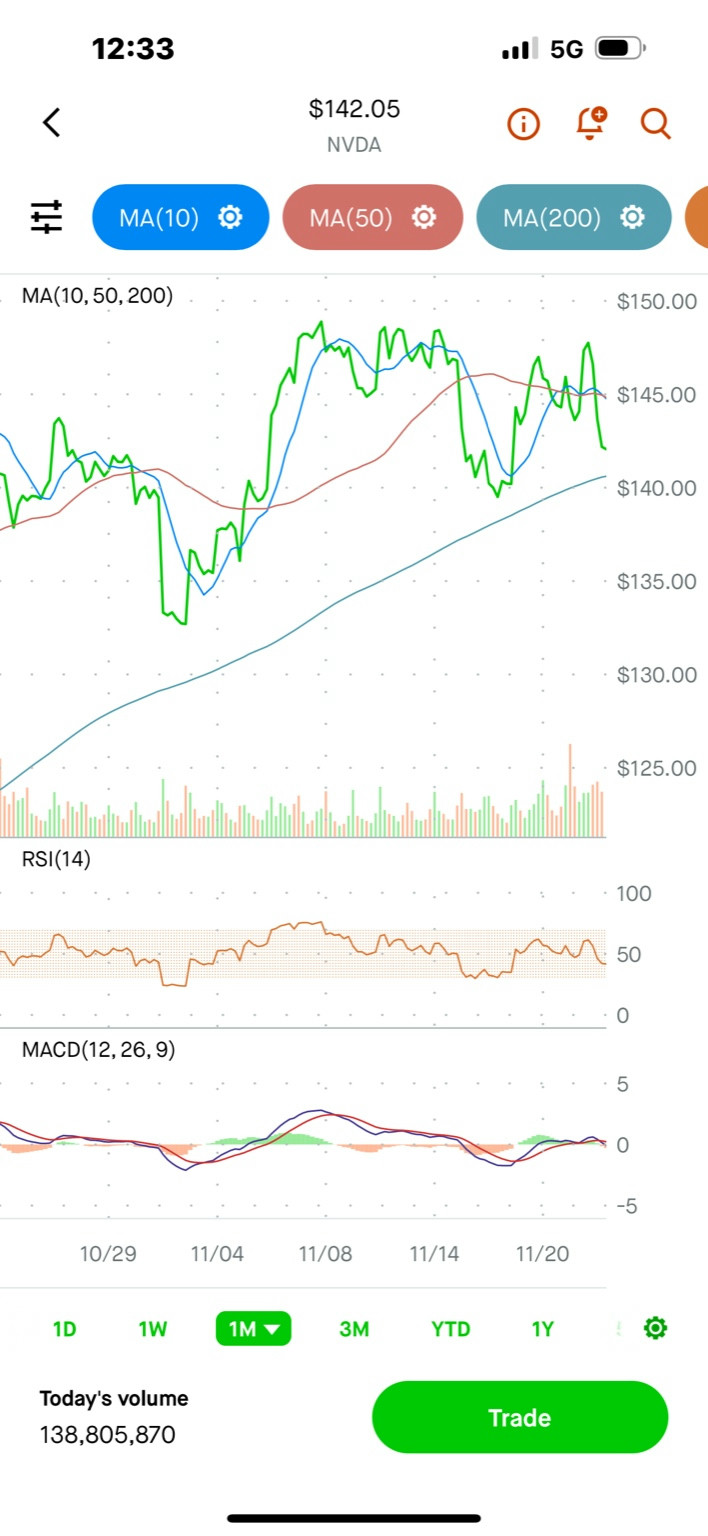 12:33 5G
$142.05
NVDA
MA(10) MA(50) MA(200)
MA(10,50,200)
$150.00
$145.00
$140.00
$135.00
$130.00
$125.00
RSI(14)
100
50
0
MACD(12,26,9)
5
0
-5
10/29 11/04 11/08 11/14 11/20
1D 1W 1M 3M YTD 1Y
Today's volume
138,805,870
Trade